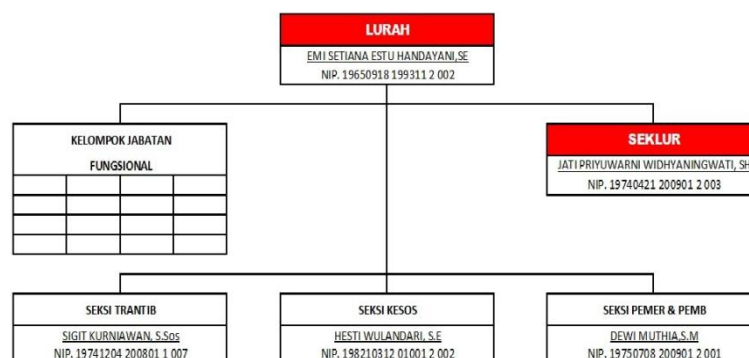 LURAH
EMI SETIANA ESTU HANDAYANI,SE
NIP. 19650918 199311 2 002
KELOMPOK JABATAN
FUNGSIONAL
SEKLUR
JATI PRIYUWARNI WIDHYANINGWATI, SH
NIP. 19740421 200901 2 003
SEKSI TRANTIB
SIGIT KURNIAWAN, S.Sos
NIP. 19741204 200801 1 007
SEKSI KESOS
HESTI WULANDARI, S.E
NIP. 198210312 01001 2 002
SEKSI PEMER & PEMB
DEWI MUTHIA,S.M
NIP. 19750708 200901 2 001